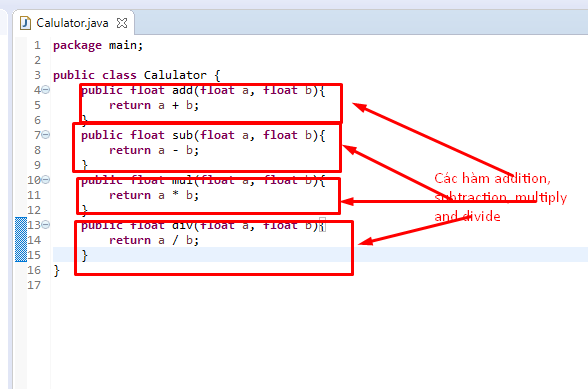 Calulator.java
1 package main;
2
3 public class Calulator {
4 public float add(float a, float b){
5 return a + b;
6 }
7 public float sub(float a, float b){
8 return a - b;
9 }
10 public float mul(float a, float b){
11 return a * b;
12 }
13 public float div(float a, float b){
14 return a / b;
15 }
16 }
17
Các hàm addition,
subtraction, multiply
and divide